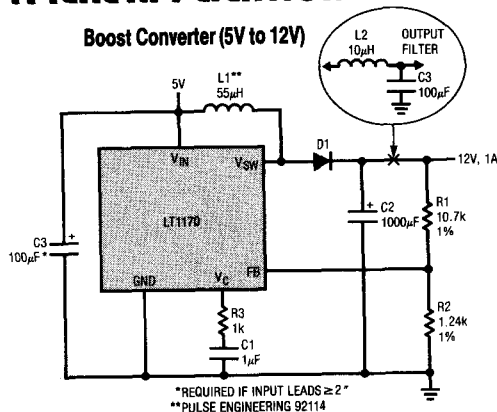 Boost Converter (5V to 12V)
L2
10μH
OUTPUT
FILTER
C3
100μF
5V
L1**
55μH
VIN
VSW
D1
12V, 1A
LT1170
C3
100μF*
+
+
C2
1000μF
R1
10.7k
1%
GND
VC
FB
R3
1k
C1
1μF
R2
1.24k
1%
*REQUIRED IF INPUT LEADS ≥ 2"
**PULSE ENGINEERING 92114